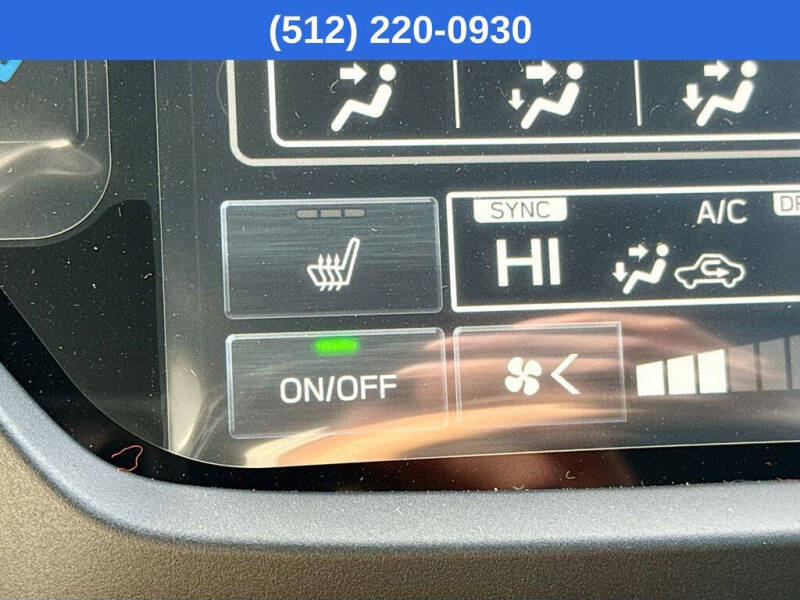 (512) 220-0930
SYNC
A/C
HI
ON/OFF